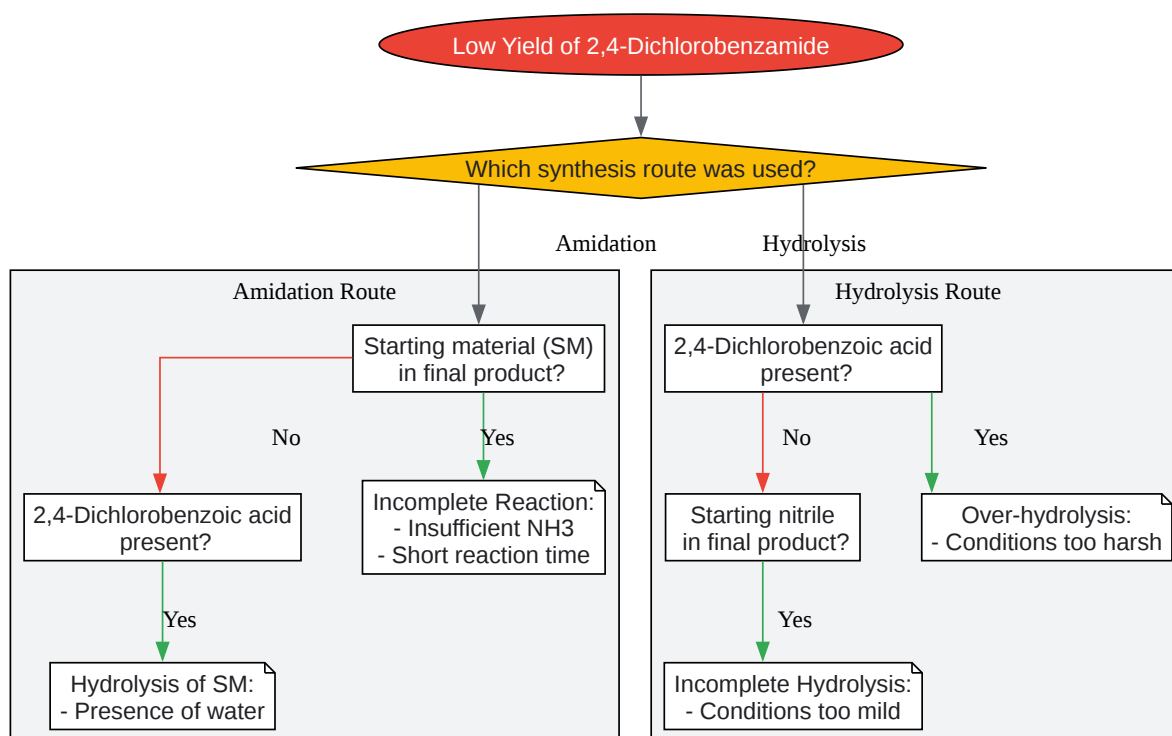 Low Yield of 2,4-Dichlorobenzamide
Which synthesis route was used?
Amidation
Hydrolysis
Amidation Route
Starting material (SM)
in final product?
No
Yes
2,4-Dichlorobenzoic acid
present?
Incomplete Reaction:
- Insufficient NH3
- Short reaction time
Yes
Hydrolysis of SM:
- Presence of water
Hydrolysis Route
2,4-Dichlorobenzoic acid
present?
No
Yes
Starting nitrile
in final product?
Over-hydrolysis:
- Conditions too harsh
Yes
Incomplete Hydrolysis:
- Conditions too mild